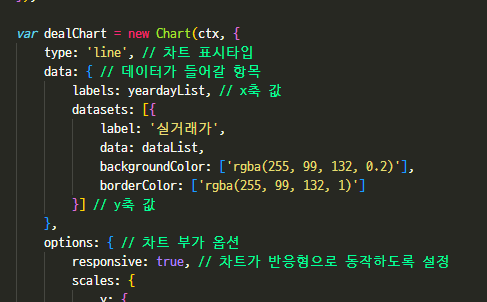 var dealChart = new Chart(ctx, {
type: 'line', // 차트 표시타입
data: { // 데이터가 들어갈 항목
labels: yeardayList, // x축 값
datasets: [{
label: '실거래가',
data: dataList,
backgroundColor: ['rgba(255, 99, 132, 0.2)'],
borderColor: ['rgba(255, 99, 132, 1)']
}] // y축 값
},
options: { // 차트 부가 옵션
responsive: true, // 차트가 반응형으로 동작하도록 설정
scales: {
y: {